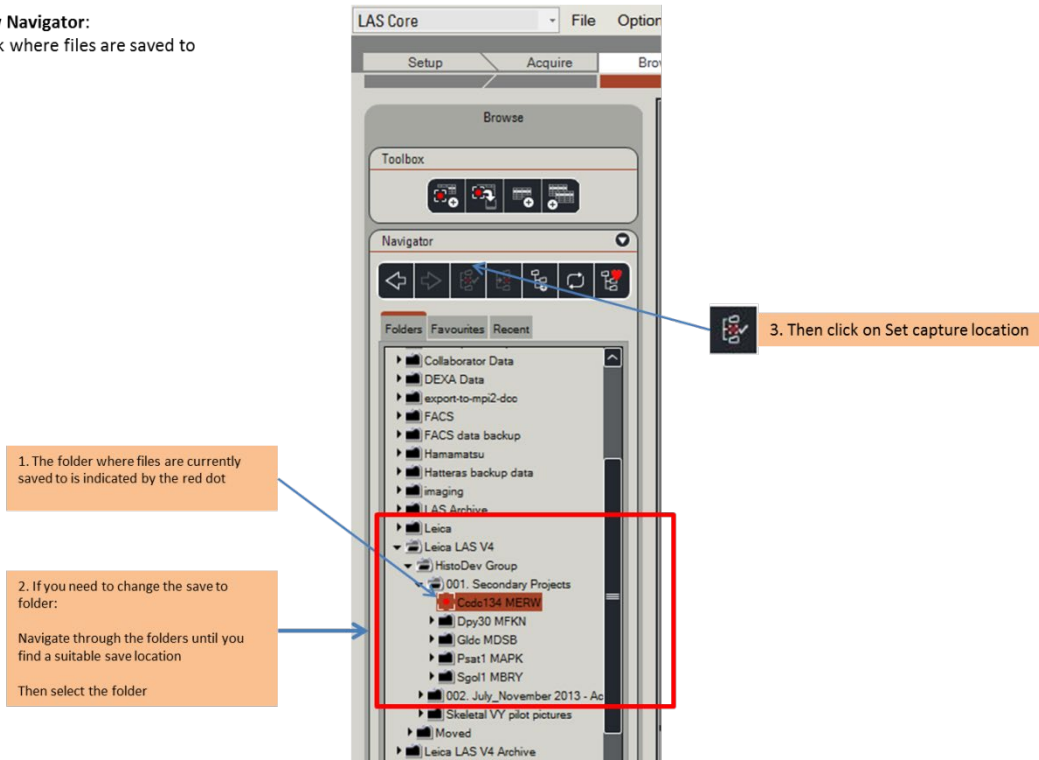 Navigator:
where files are saved to
LAS Core
File
Option
Setup
Acquire
Brow
Browse
Toolbox
Navigator
Folders
Favourites
Recent
Collaborator Data
DEXA Data
export-to-mpi2-dcc
FACS
FACS data backup
Hamamatsu
Hatteras backup data
imaging
LAS Archive
Leica
Leica LAS V4
HistoDev Group
001. Secondary Projects
MERW
Dpy30 MFKN
Gldc MDSB
Psat1 MAPK
Sgol1 MBRY
002. July_November 2013 - Ac
Skeletal VY pilot pictures
Moved
Leica LAS V4 Archive
1. The folder where files are currently
saved to is indicated by the red dot
2. If you need to change the save to
folder:
Navigate through the folders until you
find a suitable save location
Then select the folder
3. Then click on Set capture location